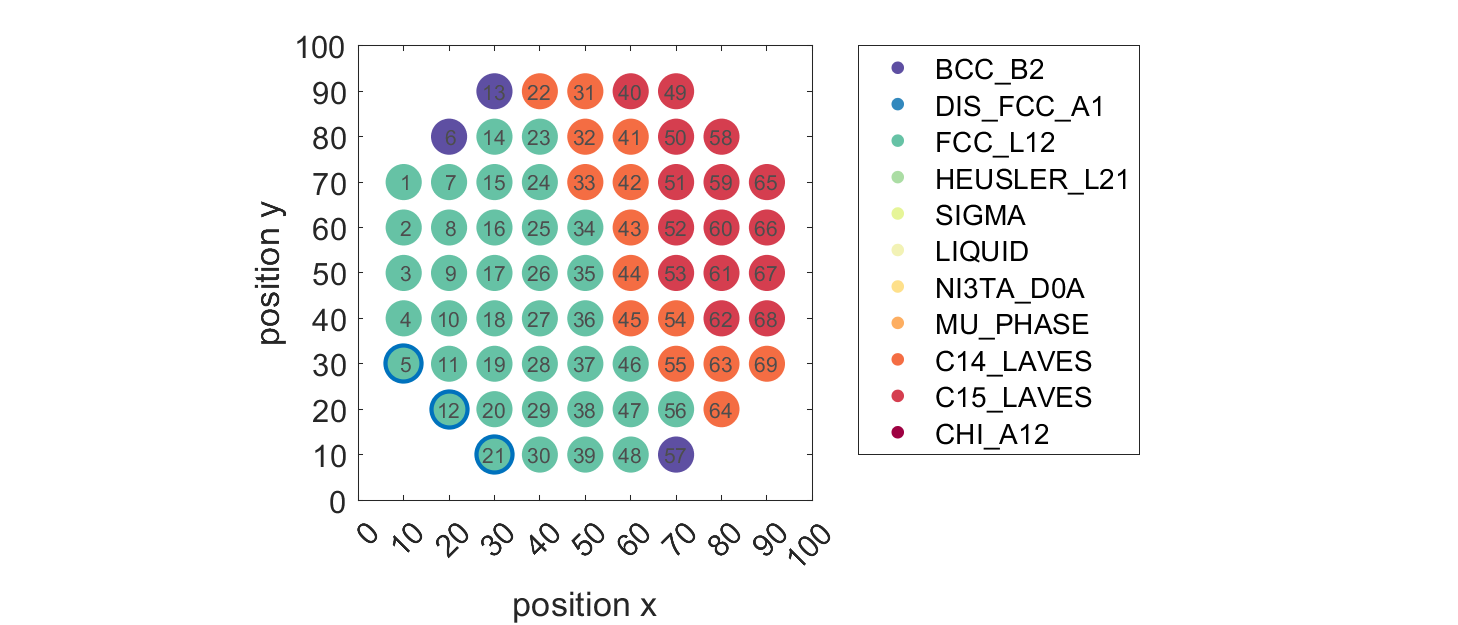 100
90 13 22 31 40 49
80 6 14 23 32 41 50 58
70 1 7 15 24 33 42 51 59 65
60 2 8 16 25 34 43 52 60 66
50 3 9 17 26 35 44 53 61 67
40 4 10 18 27 36 45 54 62 68
30 5 11 19 28 37 46 55 63 69
20 12 20 29 38 47 56 64
10 21 30 39 48 57
0
position y
0 10 20 30 40 50 60 70 80 90 100
position x
BCC_B2
DIS_FCC_A1
FCC_L12
HEUSLER_L21
SIGMA
LIQUID
NI3TA_D0A
MU_PHASE
C14_LAVES
C15_LAVES
CHI_A12